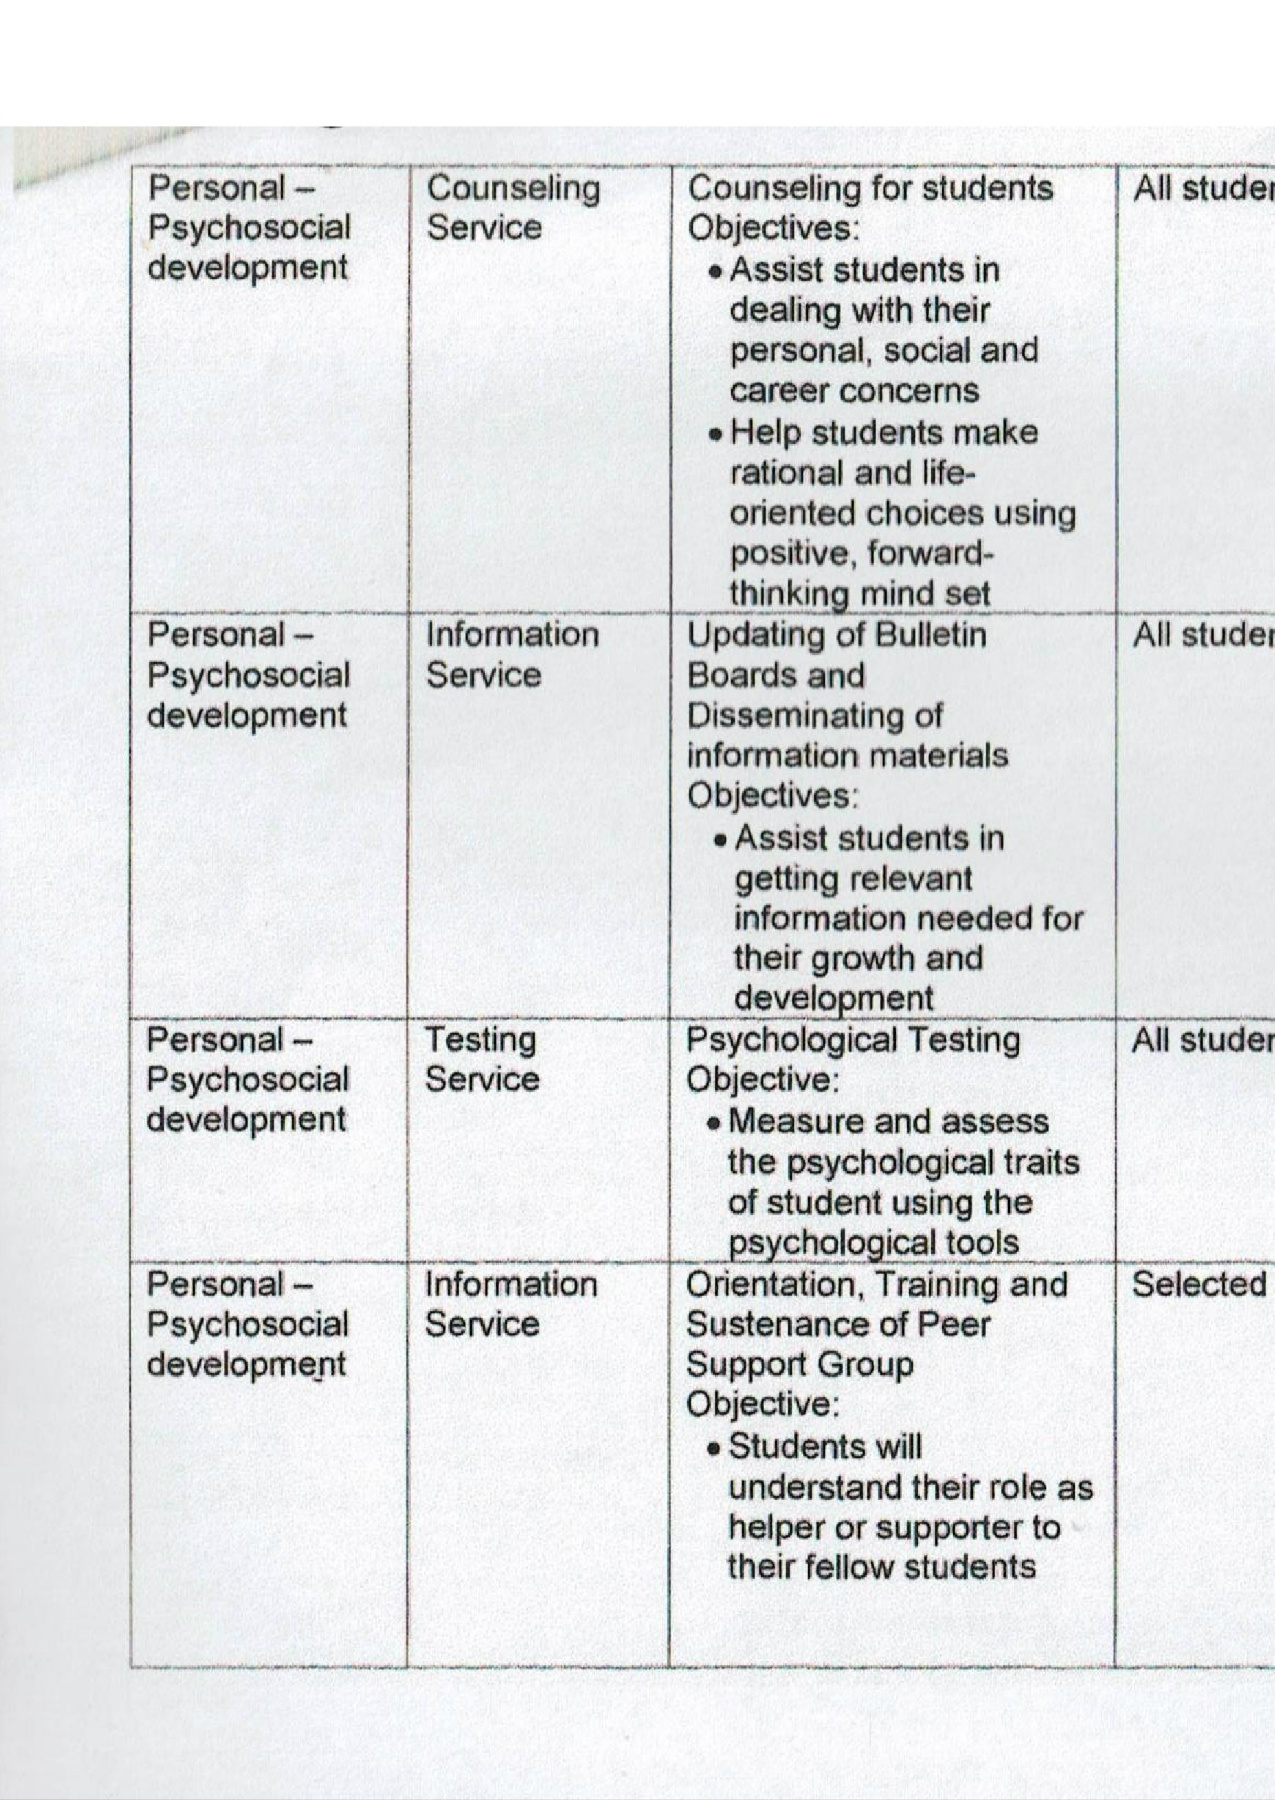 Personal –
Psychosocial
development
Counseling
Service
Counseling for students
Objectives:
• Assist students in
dealing with their
personal, social and
career concerns
• Help students make
rational and life-
oriented choices using
positive, forward-
thinking mind set
All
Personal –
Psychosocial
development
Information
Service
Updating of Bulletin
Boards and
Disseminating of
information materials
Objectives:
• Assist students in
getting relevant
information needed for
their growth and
development
All
Personal –
Psychosocial
development
Testing
Service
Psychological Testing
Objective:
• Measure and assess
the psychological traits
of student using the
psychological tools
All
Personal –
Psychosocial
development
Information
Service
Orientation, Training and
Sustenance of Peer
Support Group
Objective:
• Students will
understand their role as
helper or supporter to
their fellow students
Selected